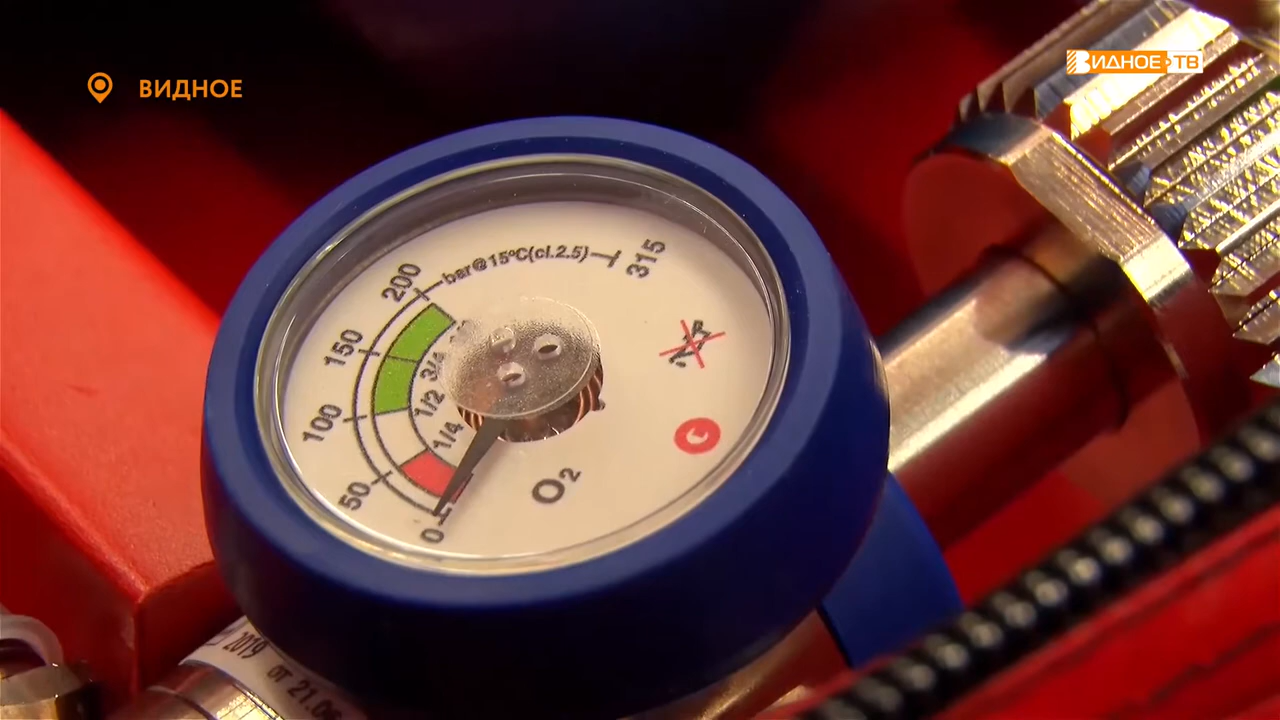 ВИДНОЕ
ВИДНОЕ ТВ
bar@15°C(cl.2.5)
315
200
150
100
50
0
3/4
1/2
1/4
O2
2019
от 21.06